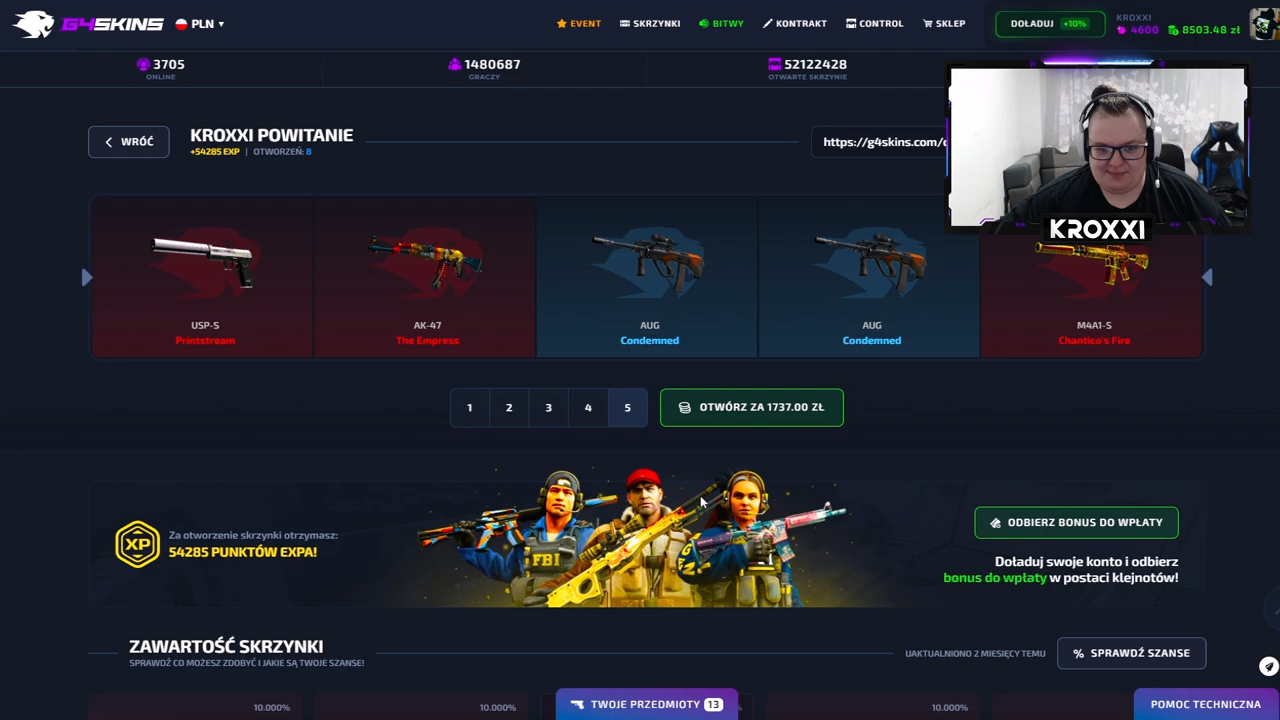 G4SKINS
PLN
EVENT
SKRZYNKI
BITWY
KONTRAKT
CONTROL
SKLEP
DOŁADUJ +10%
KROXXI
4600
8503.48 zł
3705
ONLINE
1480687
GRACZY
52122428
OTWARTE SKRZYNIE
WRÓĆ
KROXXI POWITANIE
+54285 EXP | OTWORZEŃ: 8
https://g4skins.com/c
KROXXI
USP-S
Printstream
AK-47
The Empress
AUG
Condemned
AUG
Condemned
M4A1-S
Chantico's Fire
1 2 3 4 5
OTWÓRZ ZA 1737.00 ZŁ
XP
Za otworzenie skrzynki otrzymasz:
54285 PUNKTÓW EXPA!
FBI
ODBIERZ BONUS DO WPŁATY
Doładuj swoje konto i odbierz
bonus do wpłaty w postaci klejnotów!
ZAWARTOŚĆ SKRZYNKI
SPRAWDŹ CO MOŻESZ ZDOBYĆ I JAKIE SĄ TWOJE SZANSE!
UAKTUALNIONO 2 MIESIĘCY TEMU
SPRAWDŹ SZANSE
10.000%
10.000%
10.000%
10.000%
TWOJE PRZEDMIOTY 13
POMOC TECHNICZNA